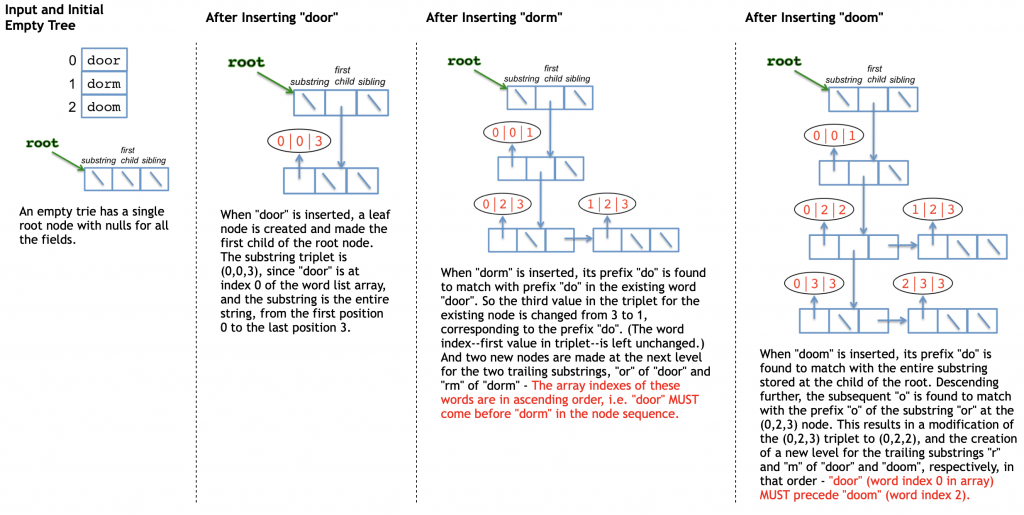 Input and Initial
Empty Tree
0 door
1 dorm
2 doom
root
first
substring child sibling
An empty trie has a single
root node with nulls for all
the fields.
After Inserting "door"
root
first
substring child sibling
0|0|3
When "door" is inserted, a leaf
node is created and made the
first child of the root node.
The substring triplet is
(0,0,3), since "door" is at
index 0 of the word list array,
and the substring is the entire
string, from the first position
0 to the last position 3.
After Inserting "dorm"
root
first
substring child sibling
0|0|1
0|2|3 1|2|3
When "dorm" is inserted, its prefix "do" is found
to match with prefix "do" in the existing word
"door". So the third value in the triplet for the
existing node is changed from 3 to 1,
corresponding to the prefix "do". (The word
index--first value in triplet--is left unchanged.)
And two new nodes are made at the next level
for the two trailing substrings, "or" of "door" and
"rm" of "dorm" - The array indexes of these
words are in ascending order, i.e. "door" MUST
come before "dorm" in the node sequence.
After Inserting "doom"
root
first
substring child sibling
0|0|1
0|2|2 1|2|3
0|3|3 2|3|3
When "doom" is inserted, its prefix "do" is
found to match with the entire substring
stored at the child of the root. Descending
further, the subsequent "o" is found to match
with the prefix "o" of the substring "or" at the
(0,2,3) node. This results in a modification of
the (0,2,3) triplet to (0,2,2), and the creation
of a new level for the trailing substrings "r"
and "m" of "door" and "doom", respectively, in
that order - "door" (word index 0 in array)
MUST precede "doom" (word index 2).